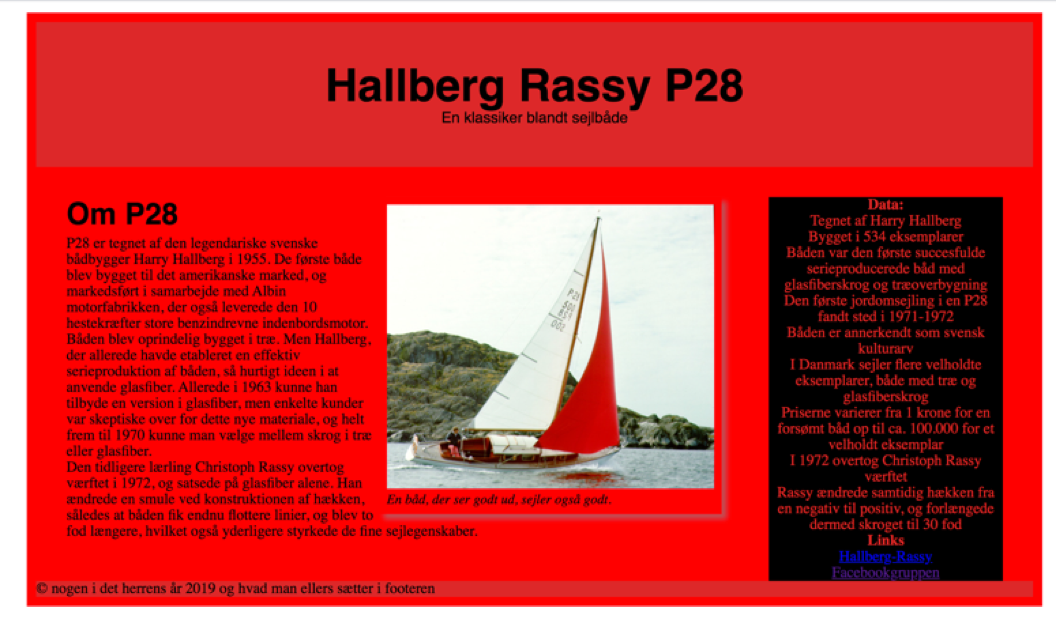 Hallberg Rassy P28
En klassiker blandt sejlbåde
Om P28
P28 er tegnet af den legendariske svenske
bådbygger Harry Hallberg i 1955. De første både
blev bygget til det amerikanske marked, og
markedsført i samarbejde med Albin
motorfabrikken, der også leverede den 10
hestekræfter store benzindrevne indenbordsmotor.
Båden blev oprindelig bygget i træ. Men Hallberg,
der allerede havde etableret en effektiv
serieproduktion af båden, så hurtigt ideen i at
anvende glasfiber. Allerede i 1963 kunne han
tilbyde en version i glasfiber, men enkelte kunder
var skeptiske over for dette nye materiale, og helt
frem til 1970 kunne man vælge mellem skrog i træ
eller glasfiber.
Den tidligere lærling Christoph Rassy overtog
værftet i 1972, og satsede på glasfiber alene. Han
ændrede en smule ved konstruktionen af hækken,
således at båden fik endnu flottere linier, og blev to
fod længere, hvilket også yderligere styrkede de fine sejlegenskaber.
En båd, der ser godt ud, sejler også godt.
Data:
Tegnet af Harry Hallberg
Bygget i 534 eksemplarer
Båden var den første succesfulde
serieproducerede båd med
glasfiberskrog og træoverbygning
Den første jordomsejling i en P28
fandt sted i 1971-1972
Båden er annerkendt som svensk
kulturarv
I Danmark sejler flere velholdte
eksemplarer, både med træ og
glasfiberskrog
Priserne varierer fra 1 krone for en
forsømt båd op til ca. 100.000 for et
velholdt eksemplar
I 1972 overtog Christoph Rassy
værftet
Rassy ændrede samtidig hækken fra
en negativ til positiv, og forlængede
dermed skroget til 30 fod
Links
Hallberg-Rassy
Facebookgruppen
© nogen i det herrens år 2019 og hvad man ellers sætter i footeren